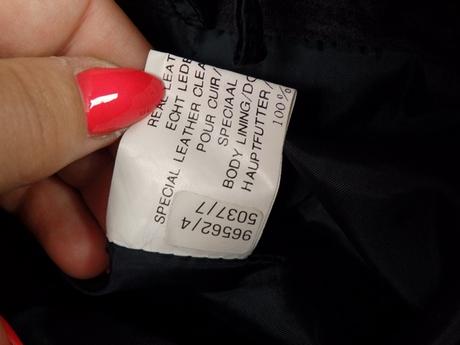 REAL LEAT
ECHT LEDE
SPECIAL LEATHER CLEA
POUR CUIR/
SPECIAAL
BODY LINING/DO
HAUPTFUTTER/
100%
96562/4
5037/7